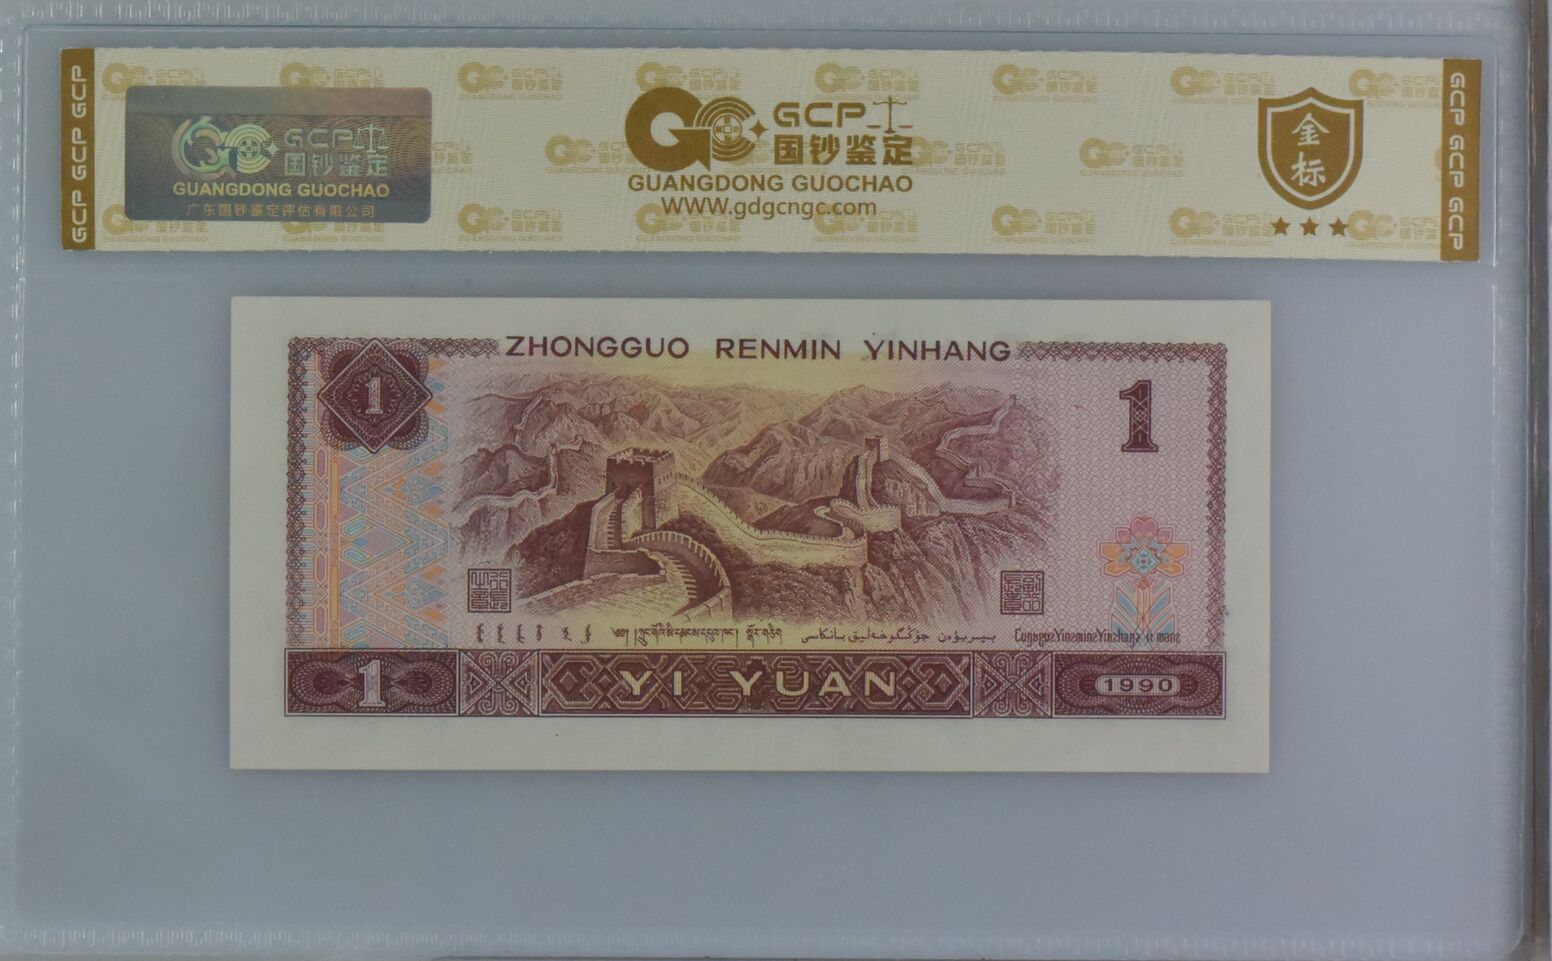 GCP GCP GCP
GCP
国钞鉴定
GUANGDONG GUOCHAO
广东国钞鉴定评估有限公司
GCP
国钞鉴定
GUANGDONG GUOCHAO
WWW.gdgcngc.com
金标
GCP GCP GCP
ZHONGGUO RENMIN YINHANG
1
1
1
YI YUAN
1990